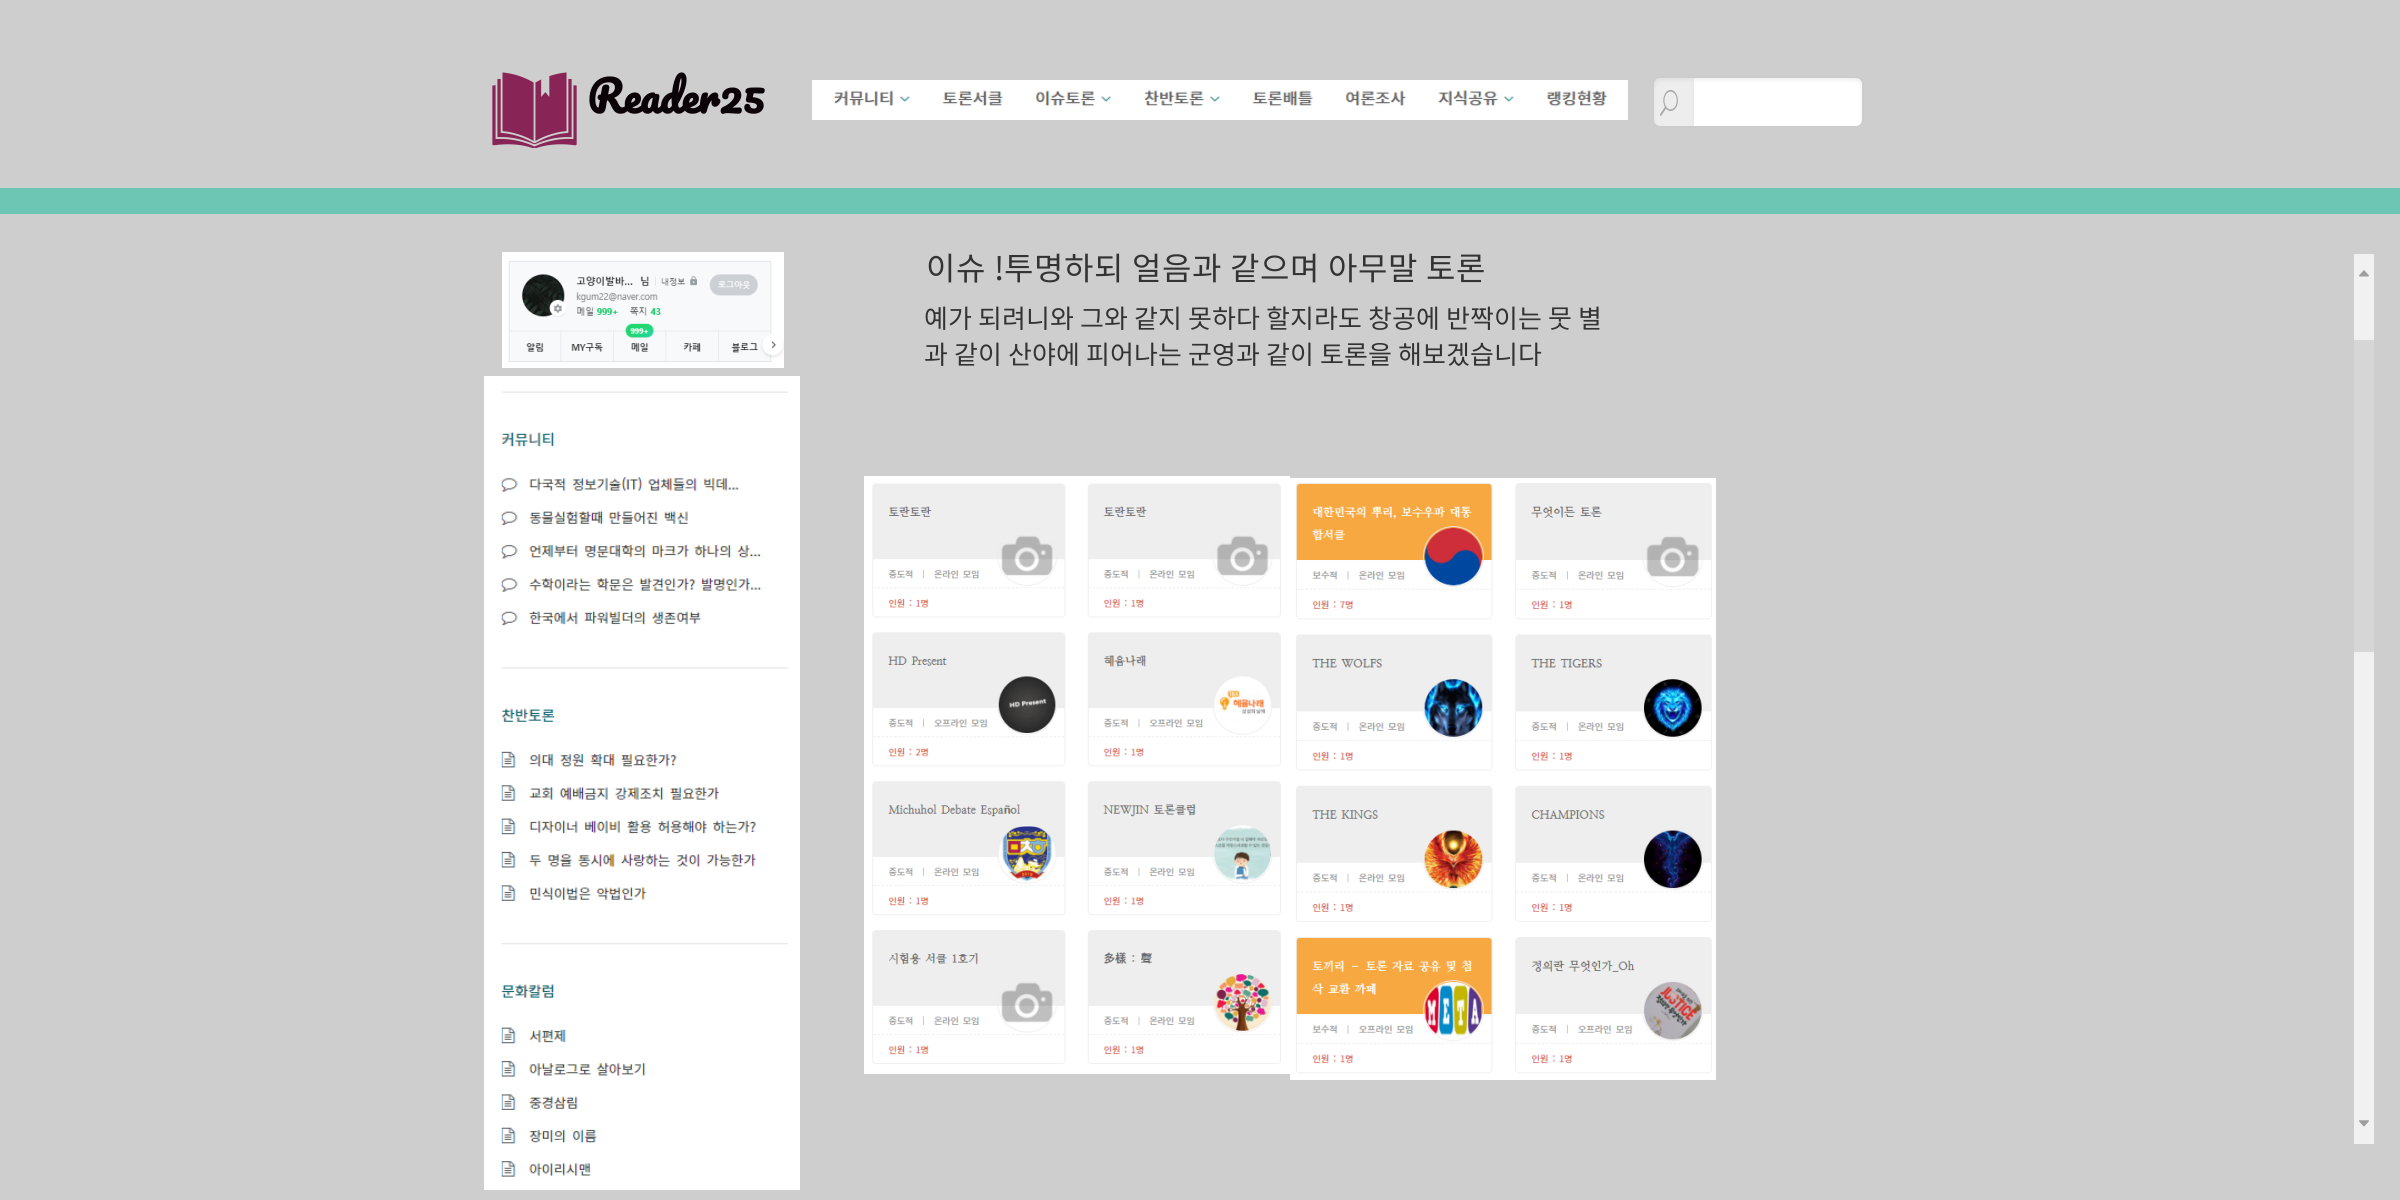 Reader25
커뮤니티 토론서클 이슈토론 찬반토론 토론배틀 여론조사 지식공유 랭킹현황
고양이발바... 님 내정보 로그아웃
kgum22@naver.com
메일 999+ 쪽지 43
999+
알림 MY구독 메일 카페 블로그
이슈 !투명하되 얼음과 같으며 아무말 토론
예가 되려니와 그와 같지 못하다 할지라도 창공에 반짝이는 뭇 별
과 같이 산야에 피어나는 군영과 같이 토론을 해보겠습니다
커뮤니티
다국적 정보기술(IT) 업체들의 빅데...
동물실험할때 만들어진 백신
언제부터 명문대학의 마크가 하나의 상...
수학이라는 학문은 발견인가? 발명인가...
한국에서 파워빌더의 생존여부
찬반토론
의대 정원 확대 필요한가?
교회 예배금지 강제조치 필요한가
디자이너 베이비 활용 허용해야 하는가?
두 명을 동시에 사랑하는 것이 가능한가
민식이법은 악법인가
문화칼럼
서편제
아날로그로 살아보기
중경삼림
장미의 이름
아이리시맨
토란토란
중도적 | 온라인 모임
인원 : 1명
토란토란
중도적 | 온라인 모임
인원 : 1명
대한민국의 뿌리, 보수우파 대통
합서클
보수적 | 온라인 모임
인원 : 7명
무엇이든 토론
중도적 | 온라인 모임
인원 : 1명
HD Present
HD Present
중도적 | 오프라인 모임
인원 : 2명
혜윰나래
혜윰나래
중도적 | 오프라인 모임
인원 : 1명
THE WOLFS
중도적 | 온라인 모임
인원 : 1명
THE TIGERS
중도적 | 온라인 모임
인원 : 1명
Michuhol Debate Español
중도적 | 온라인 모임
인원 : 1명
NEWJIN 토론클럽
중도적 | 온라인 모임
인원 : 1명
THE KINGS
중도적 | 온라인 모임
인원 : 1명
CHAMPIONS
중도적 | 온라인 모임
인원 : 1명
시험용 서클 1호기
중도적 | 온라인 모임
인원 : 1명
多樣 : 聲
중도적 | 온라인 모임
인원 : 1명
토끼리 - 토론 자료 공유 및 첨
삭 교환 까페
META
보수적 | 오프라인 모임
인원 : 1명
정의란 무엇인가_Oh
JUSTICE
중도적 | 오프라인 모임
인원 : 1명